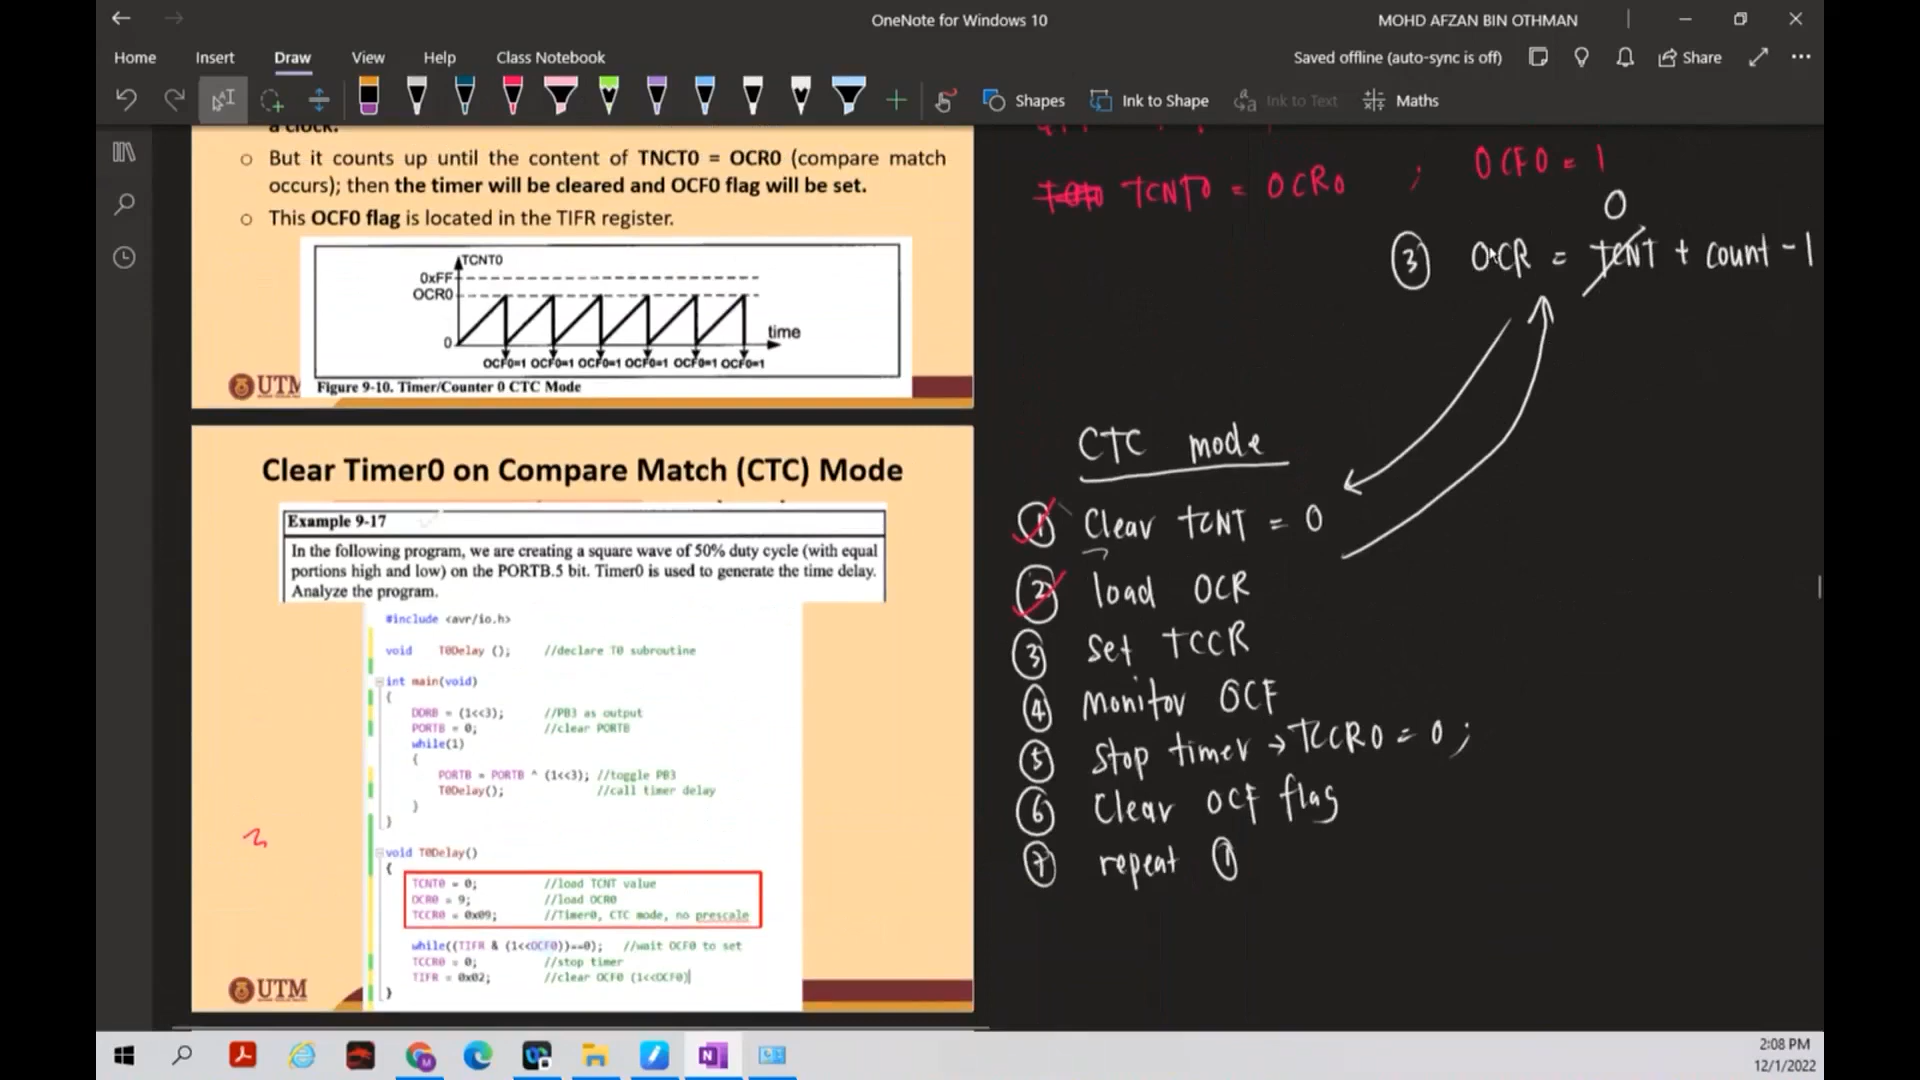 OneNote for Windows 10
MOHD AFZAN BIN OTHMAN
Home Insert Draw View Help Class Notebook
Saved offline (auto-sync is off)
Share
Shapes
Ink to Shape
Ink to Text
Maths
a clock.
But it counts up until the content of TNCT0 = OCR0 (compare match
occurs); then the timer will be cleared and OCF0 flag will be set.
This OCF0 flag is located in the TIFR register.
TCNT0
0xFF
OCR0
0
time
OCF0=1 OCF0=1 OCF0=1 OCF0=1 OCF0=1 OCF0=1
UTM
Figure 9-10. Timer/Counter 0 CTC Mode
Clear Timer0 on Compare Match (CTC) Mode
Example 9-17
In the following program, we are creating a square wave of 50% duty cycle (with equal
portions high and low) on the PORTB.5 bit. Timer0 is used to generate the time delay.
Analyze the program.
#include <avr/io.h>
void T0Delay (); //declare T0 subroutine
int main(void)
{
DDRB = (1<<3); //PB3 as output
PORTB = 0; //clear PORTB
while(1)
{
PORTB = PORTB ^ (1<<3); //toggle PB3
T0Delay(); //call timer delay
}
}
void T0Delay()
{
TCNT0 = 0; //load TCNT value
OCR0 = 9; //load OCR0
TCCR0 = 0x09; //Timer0, CTC mode, no prescale
while((TIFR & (1<<OCF0))==0); //wait OCF0 to set
TCCR0 = 0; //stop timer
TIFR = 0x02; //clear OCF0 (1<<OCF0)
}
UTM
TCNT0 = OCR0 ; OCF0 = 1
0
3 OCR = TCNT + count - 1
CTC mode
1 Clear TCNT = 0
2 load OCR
3 Set TCCR
4 Monitor OCF
5 Stop timer → TCCR0 = 0;
6 Clear OCF flag
7 repeat 1
2:08 PM
12/1/2022